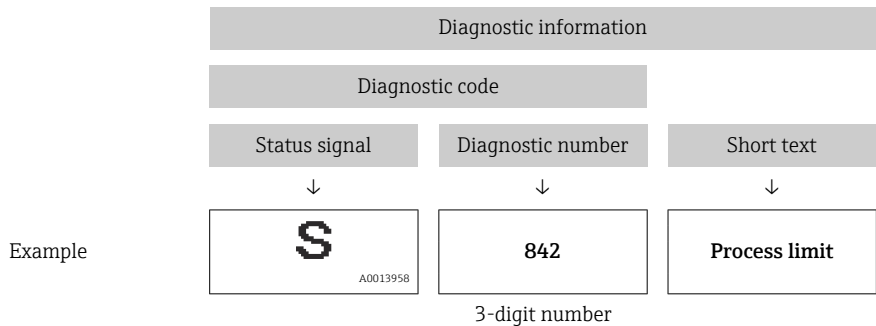 Diagnostic information
Diagnostic code
Status signal Diagnostic number Short text
↓ ↓ ↓
Example S 842 Process limit
A0013958
3-digit number